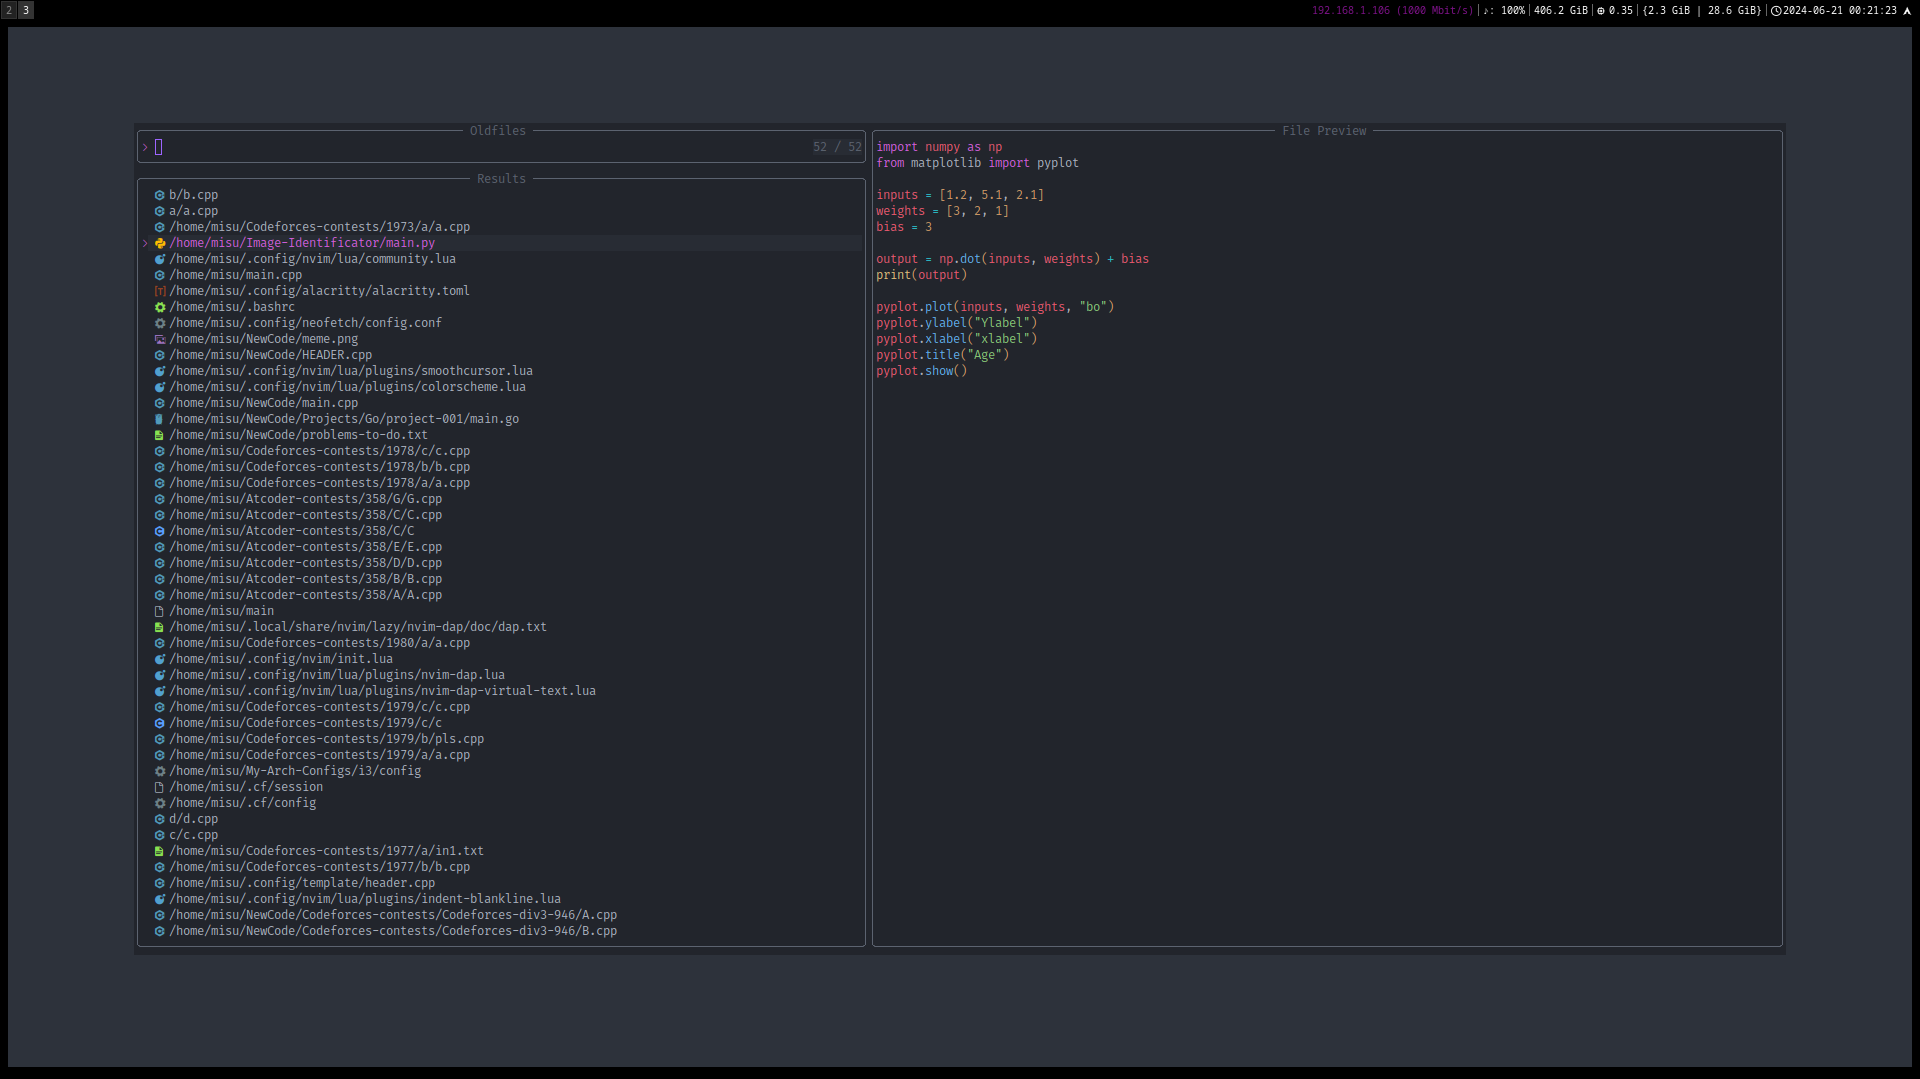 2 3
192.168.1.106 (1000 Mbit/s) | ♪: 100% | 406.2 GiB | 0.35 | {2.3 GiB | 28.6 GiB} | 2024-06-21 00:21:23
Oldfiles
> 52 / 52
Results
b/b.cpp
a/a.cpp
/home/misu/Codeforces-contests/1973/a/a.cpp
> /home/misu/Image-Identificator/main.py
/home/misu/.config/nvim/lua/community.lua
/home/misu/main.cpp
[T] /home/misu/.config/alacritty/alacritty.toml
/home/misu/.bashrc
/home/misu/.config/neofetch/config.conf
/home/misu/NewCode/meme.png
/home/misu/NewCode/HEADER.cpp
/home/misu/.config/nvim/lua/plugins/smoothcursor.lua
/home/misu/.config/nvim/lua/plugins/colorscheme.lua
/home/misu/NewCode/main.cpp
/home/misu/NewCode/Projects/Go/project-001/main.go
/home/misu/NewCode/problems-to-do.txt
/home/misu/Codeforces-contests/1978/c/c.cpp
/home/misu/Codeforces-contests/1978/b/b.cpp
/home/misu/Codeforces-contests/1978/a/a.cpp
/home/misu/Atcoder-contests/358/G/G.cpp
/home/misu/Atcoder-contests/358/C/C.cpp
/home/misu/Atcoder-contests/358/C/C
/home/misu/Atcoder-contests/358/E/E.cpp
/home/misu/Atcoder-contests/358/D/D.cpp
/home/misu/Atcoder-contests/358/B/B.cpp
/home/misu/Atcoder-contests/358/A/A.cpp
/home/misu/main
/home/misu/.local/share/nvim/lazy/nvim-dap/doc/dap.txt
/home/misu/Codeforces-contests/1980/a/a.cpp
/home/misu/.config/nvim/init.lua
/home/misu/.config/nvim/lua/plugins/nvim-dap.lua
/home/misu/.config/nvim/lua/plugins/nvim-dap-virtual-text.lua
/home/misu/Codeforces-contests/1979/c/c.cpp
/home/misu/Codeforces-contests/1979/c/c
/home/misu/Codeforces-contests/1979/b/pls.cpp
/home/misu/Codeforces-contests/1979/a/a.cpp
/home/misu/My-Arch-Configs/i3/config
/home/misu/.cf/session
/home/misu/.cf/config
d/d.cpp
c/c.cpp
/home/misu/Codeforces-contests/1977/a/in1.txt
/home/misu/Codeforces-contests/1977/b/b.cpp
/home/misu/.config/template/header.cpp
/home/misu/.config/nvim/lua/plugins/indent-blankline.lua
/home/misu/NewCode/Codeforces-contests/Codeforces-div3-946/A.cpp
/home/misu/NewCode/Codeforces-contests/Codeforces-div3-946/B.cpp
File Preview
import numpy as np
from matplotlib import pyplot
inputs = [1.2, 5.1, 2.1]
weights = [3, 2, 1]
bias = 3
output = np.dot(inputs, weights) + bias
print(output)
pyplot.plot(inputs, weights, "bo")
pyplot.ylabel("Ylabel")
pyplot.xlabel("xlabel")
pyplot.title("Age")
pyplot.show()